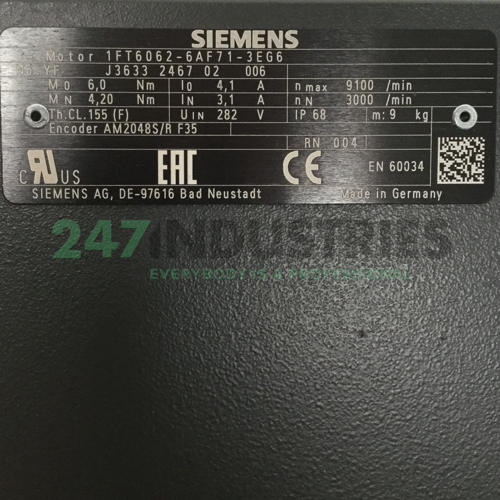 SIEMENS
Motor 1FT6062-6AF71-3EG6
YF J3633 2467 02 006
M0 6,0 Nm I0 4,1 A n max 9100 /min
MN 4,20 Nm IN 3,1 A nN 3000 /min
Th.CL.155 (F) UIN 282 V IP 68 m: 9 kg
Encoder AM2048S/R F35
RN 004
C UR US EAC CE EN 60034
SIEMENS AG, DE-97616 Bad Neustadt Made in Germany
247INDUSTRIES
EVERYBODY IS A PROFESSIONAL